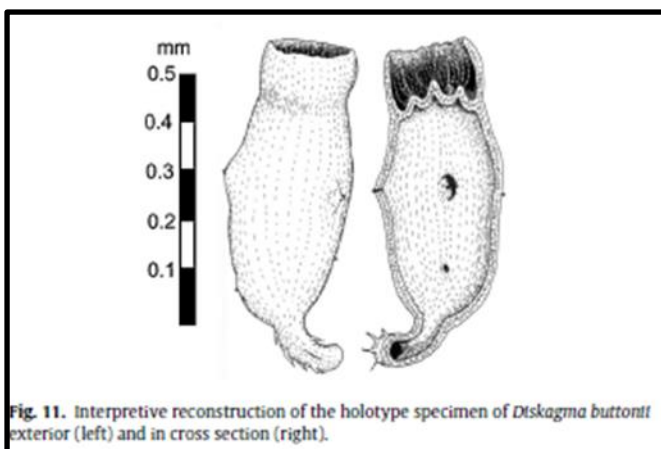 mm
0.5
0.4
0.3
0.2
0.1
Fig. 11. Interpretive reconstruction of the holotype specimen of Diskagma buttonii
exterior (left) and in cross section (right).